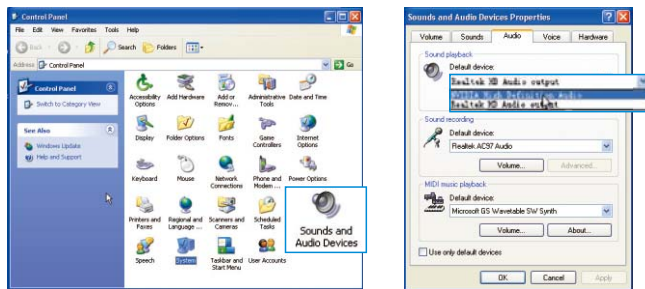 Control Panel
File Edit View Favorites Tools Help
Back Search Folders
Address Control Panel Go
Control Panel
Switch to Category View
See Also
Windows Update
Help and Support
Accessibility Options
Add Hardware
Add or Remov...
Administrative Tools
Date and Time
Display
Folder Options
Fonts
Game Controllers
Internet Options
Keyboard
Mouse
Network Connections
Phone and Modem ...
Power Options
Printers and Faxes
Regional and Language ...
Scanners and Cameras
Scheduled Tasks
Sounds and Audio Devices
Speech
System
Taskbar and Start Menu
User Accounts
Sounds and Audio Devices Properties
Volume Sounds Audio Voice Hardware
Sound playback
Default device:
Realtek HD Audio output
NVIDIA High Definition Audio
Realtek HD Audio output
Sound recording
Default device:
Realtek AC97 Audio
Volume... Advanced...
MIDI music playback
Default device:
Microsoft GS Wavetable SW Synth
Volume... About...
Use only default devices
OK Cancel Apply